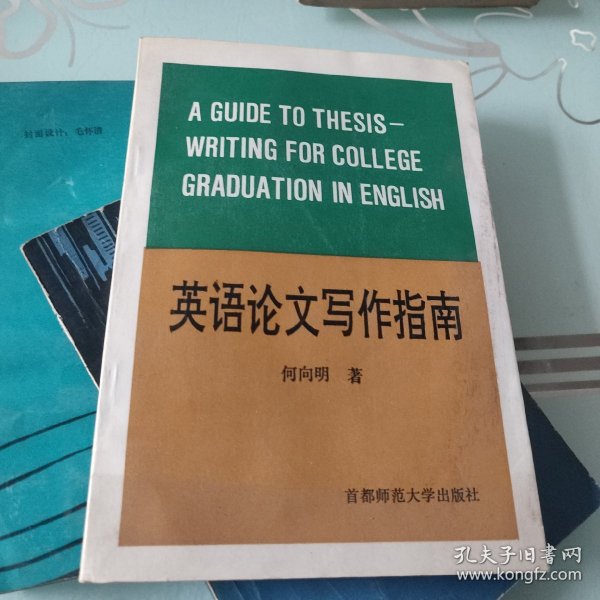 封面设计：毛怀清
A GUIDE TO THESIS—
WRITING FOR COLLEGE
GRADUATION IN ENGLISH
英语论文写作指南
何向明 著
首都师范大学出版社
孔夫子旧书网
www.kongfz.com